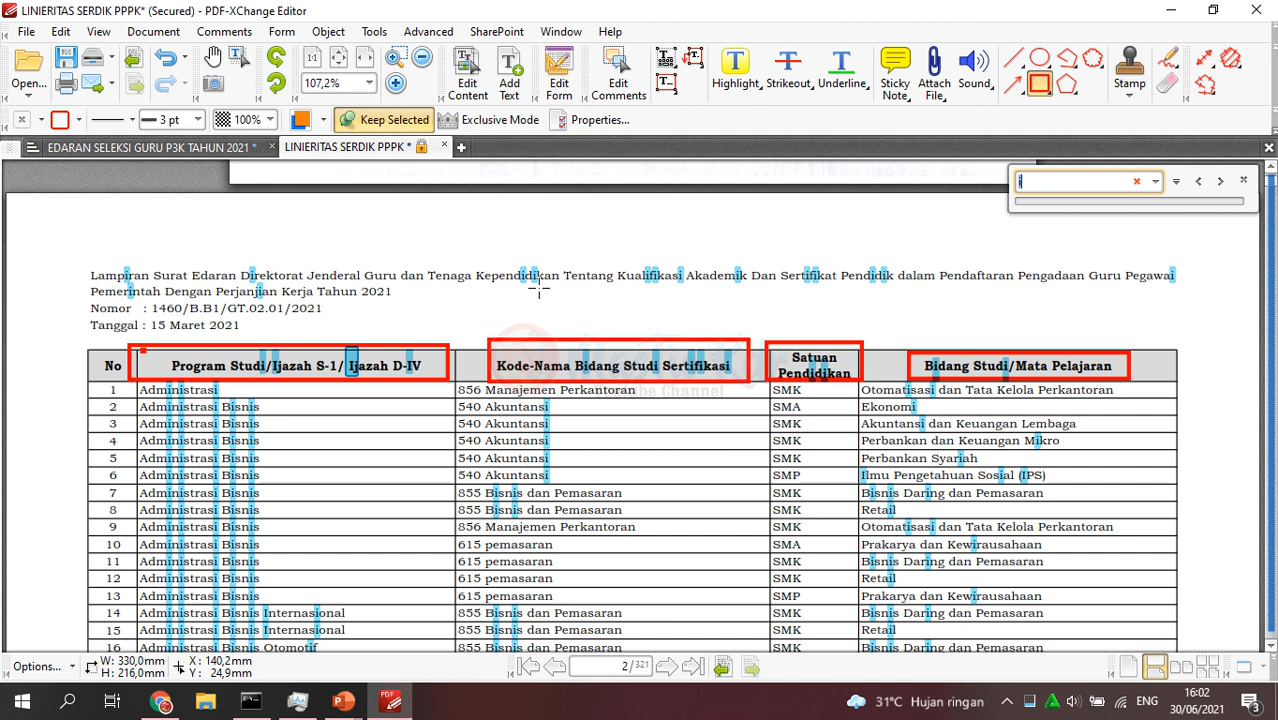 LINIERITAS SERDIK PPPK* (Secured) - PDF-XChange Editor
File Edit View Document Comments Form Object Tools Advanced SharePoint Window Help
Open... 107,2% Edit Content Add Text Edit Form Edit Comments Highlight Strikeout Underline Sticky Note Attach File Sound Stamp
3 pt 100% Keep Selected Exclusive Mode Properties...
EDARAN SELEKSI GURU P3K TAHUN 2021 * LINIERITAS SERDIK PPPK *
i
Lampiran Surat Edaran Direktorat Jenderal Guru dan Tenaga Kependidikan Tentang Kualifikasi Akademik Dan Sertifikat Pendidik dalam Pendaftaran Pengadaan Guru Pegawai
Pemerintah Dengan Perjanjian Kerja Tahun 2021
Nomor : 1460/B.B1/GT.02.01/2021
Tanggal : 15 Maret 2021
No Program Studi/Ijazah S-1/ Ijazah D-IV Kode-Nama Bidang Studi Sertifikasi Satuan Pendidikan Bidang Studi/Mata Pelajaran
1 Administrasi 856 Manajemen Perkantoran SMK Otomatisasi dan Tata Kelola Perkantoran
2 Administrasi Bisnis 540 Akuntansi SMA Ekonomi
3 Administrasi Bisnis 540 Akuntansi SMK Akuntansi dan Keuangan Lembaga
4 Administrasi Bisnis 540 Akuntansi SMK Perbankan dan Keuangan Mikro
5 Administrasi Bisnis 540 Akuntansi SMK Perbankan Syariah
6 Administrasi Bisnis 540 Akuntansi SMP Ilmu Pengetahuan Sosial (IPS)
7 Administrasi Bisnis 855 Bisnis dan Pemasaran SMK Bisnis Daring dan Pemasaran
8 Administrasi Bisnis 855 Bisnis dan Pemasaran SMK Retail
9 Administrasi Bisnis 856 Manajemen Perkantoran SMK Otomatisasi dan Tata Kelola Perkantoran
10 Administrasi Bisnis 615 pemasaran SMA Prakarya dan Kewirausahaan
11 Administrasi Bisnis 615 pemasaran SMK Bisnis Daring dan Pemasaran
12 Administrasi Bisnis 615 pemasaran SMK Retail
13 Administrasi Bisnis 615 pemasaran SMP Prakarya dan Kewirausahaan
14 Administrasi Bisnis Internasional 855 Bisnis dan Pemasaran SMK Bisnis Daring dan Pemasaran
15 Administrasi Bisnis Internasional 855 Bisnis dan Pemasaran SMK Retail
16 Administrasi Bisnis Otomotif 855 Bisnis dan Pemasaran SMK Bisnis Daring dan Pemasaran
Options... W: 330,0mm X: 140,2mm
H: 216,0mm Y: 24,9mm
2 / 321
31°C Hujan ringan ENG 16:02
30/06/2021 3